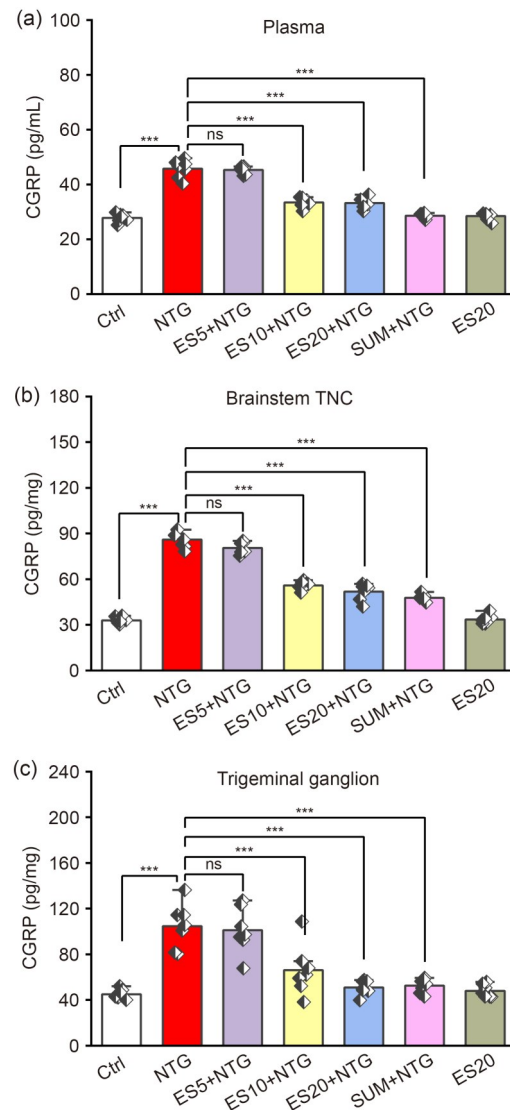 (a)
Plasma
CGRP (pg/mL)
100
80
60
40
20
0
***
***
***
*** ns
Ctrl NTG ES5+NTG ES10+NTG ES20+NTG SUM+NTG ES20
(b)
Brainstem TNC
CGRP (pg/mg)
180
150
120
90
60
30
0
***
***
***
*** ns
Ctrl NTG ES5+NTG ES10+NTG ES20+NTG SUM+NTG ES20
(c)
Trigeminal ganglion
CGRP (pg/mg)
240
200
160
120
80
40
0
***
***
***
*** ns
Ctrl NTG ES5+NTG ES10+NTG ES20+NTG SUM+NTG ES20